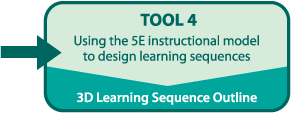 TOOL 4
Using the 5E instructional model
to design learning sequences
3D Learning Sequence Outline